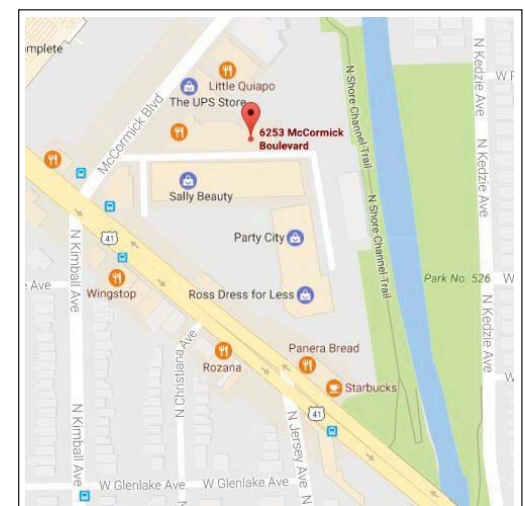 mplete
Little Quiapo
The UPS Store
6253 McCormick
Boulevard
McCormick Blvd
Sally Beauty
Party City
Ross Dress for Less
41
Wingstop
Rozana
Panera Bread
Starbucks
41
N Shore Channel Trail
N Shore Channel Trail
Park No. 526
N Kedzie Ave
N Kedzie Ave
N Kedzie Ave
W
W
N Kimball Ave
N Kimball Ave
e Ave
N Christiana Ave
N Jersey Ave
N
W Glenlake Ave
W Glenlake Ave